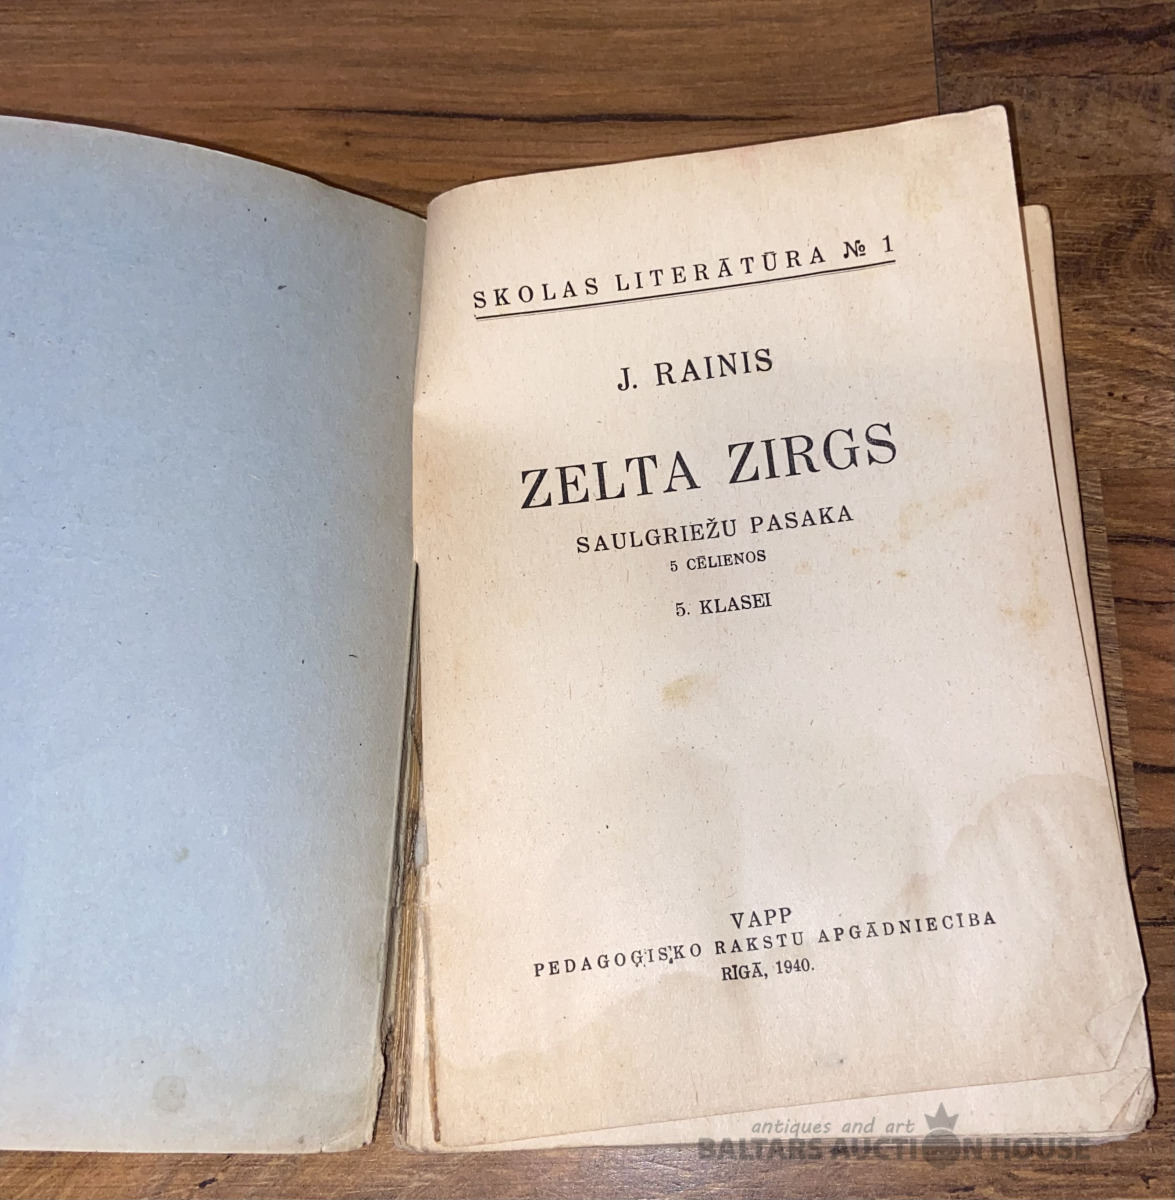 SKOLAS LITERĀTŪRA № 1
J. RAINIS
ZELTA ZIRGS
SAULGRIEŽU PASAKA
5 CĒLIENOS
5. KLASEI
VAPP
PEDAGOĢISKO RAKSTU APGĀDNIECĪBA
RĪGĀ, 1940.
antiques and art
BALTARS AUCTION HOUSE